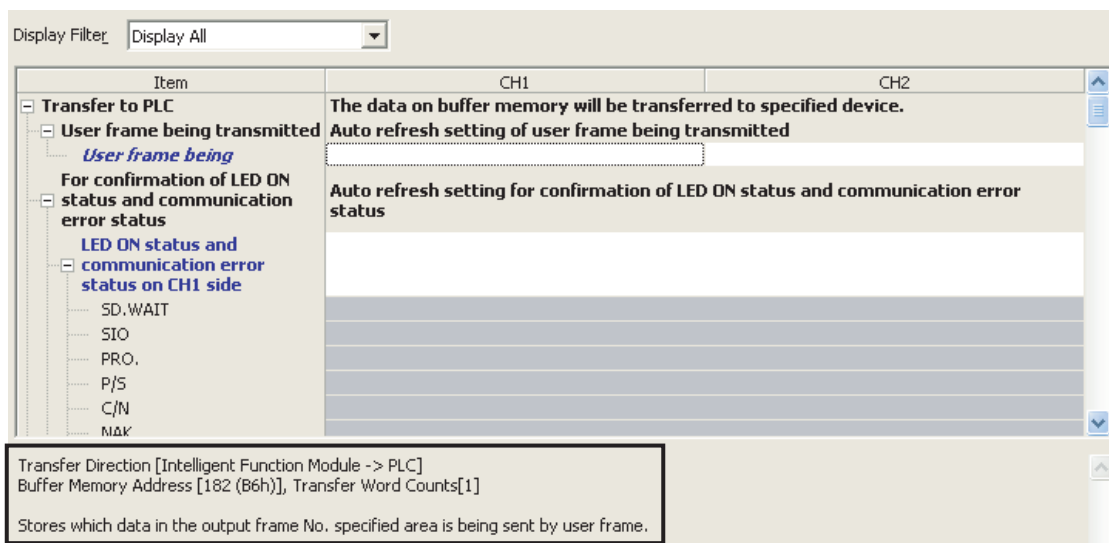 Display Filter Display All
Item CH1 CH2
Transfer to PLC The data on buffer memory will be transferred to specified device.
User frame being transmitted Auto refresh setting of user frame being transmitted
User frame being
For confirmation of LED ON
status and communication
error status
Auto refresh setting for confirmation of LED ON status and communication error
status
LED ON status and
communication error
status on CH1 side
SD.WAIT
SIO
PRO.
P/S
C/N
NAK
Transfer Direction [Intelligent Function Module -> PLC]
Buffer Memory Address [182 (B6h)], Transfer Word Counts[1]
Stores which data in the output frame No. specified area is being sent by user frame.